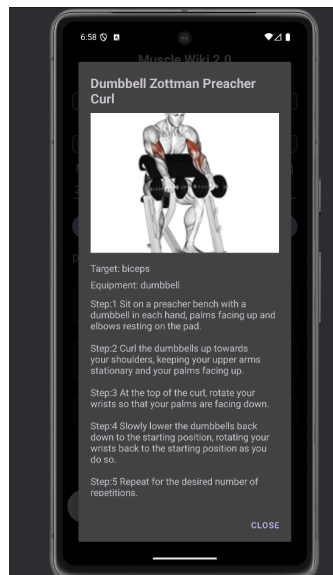 6:58
Muscle Wiki 2.0
Dumbbell Zottman Preacher
Curl
Target: biceps
Equipment: dumbbell
Step:1 Sit on a preacher bench with a
dumbbell in each hand, palms facing up and
elbows resting on the pad.
Step:2 Curl the dumbbells up towards
your shoulders, keeping your upper arms
stationary and your palms facing up.
Step:3 At the top of the curl, rotate your
wrists so that your palms are facing down.
Step:4 Slowly lower the dumbbells back
down to the starting position, rotating your
wrists back to the starting position as you
do so.
Step:5 Repeat for the desired number of
repetitions.
CLOSE